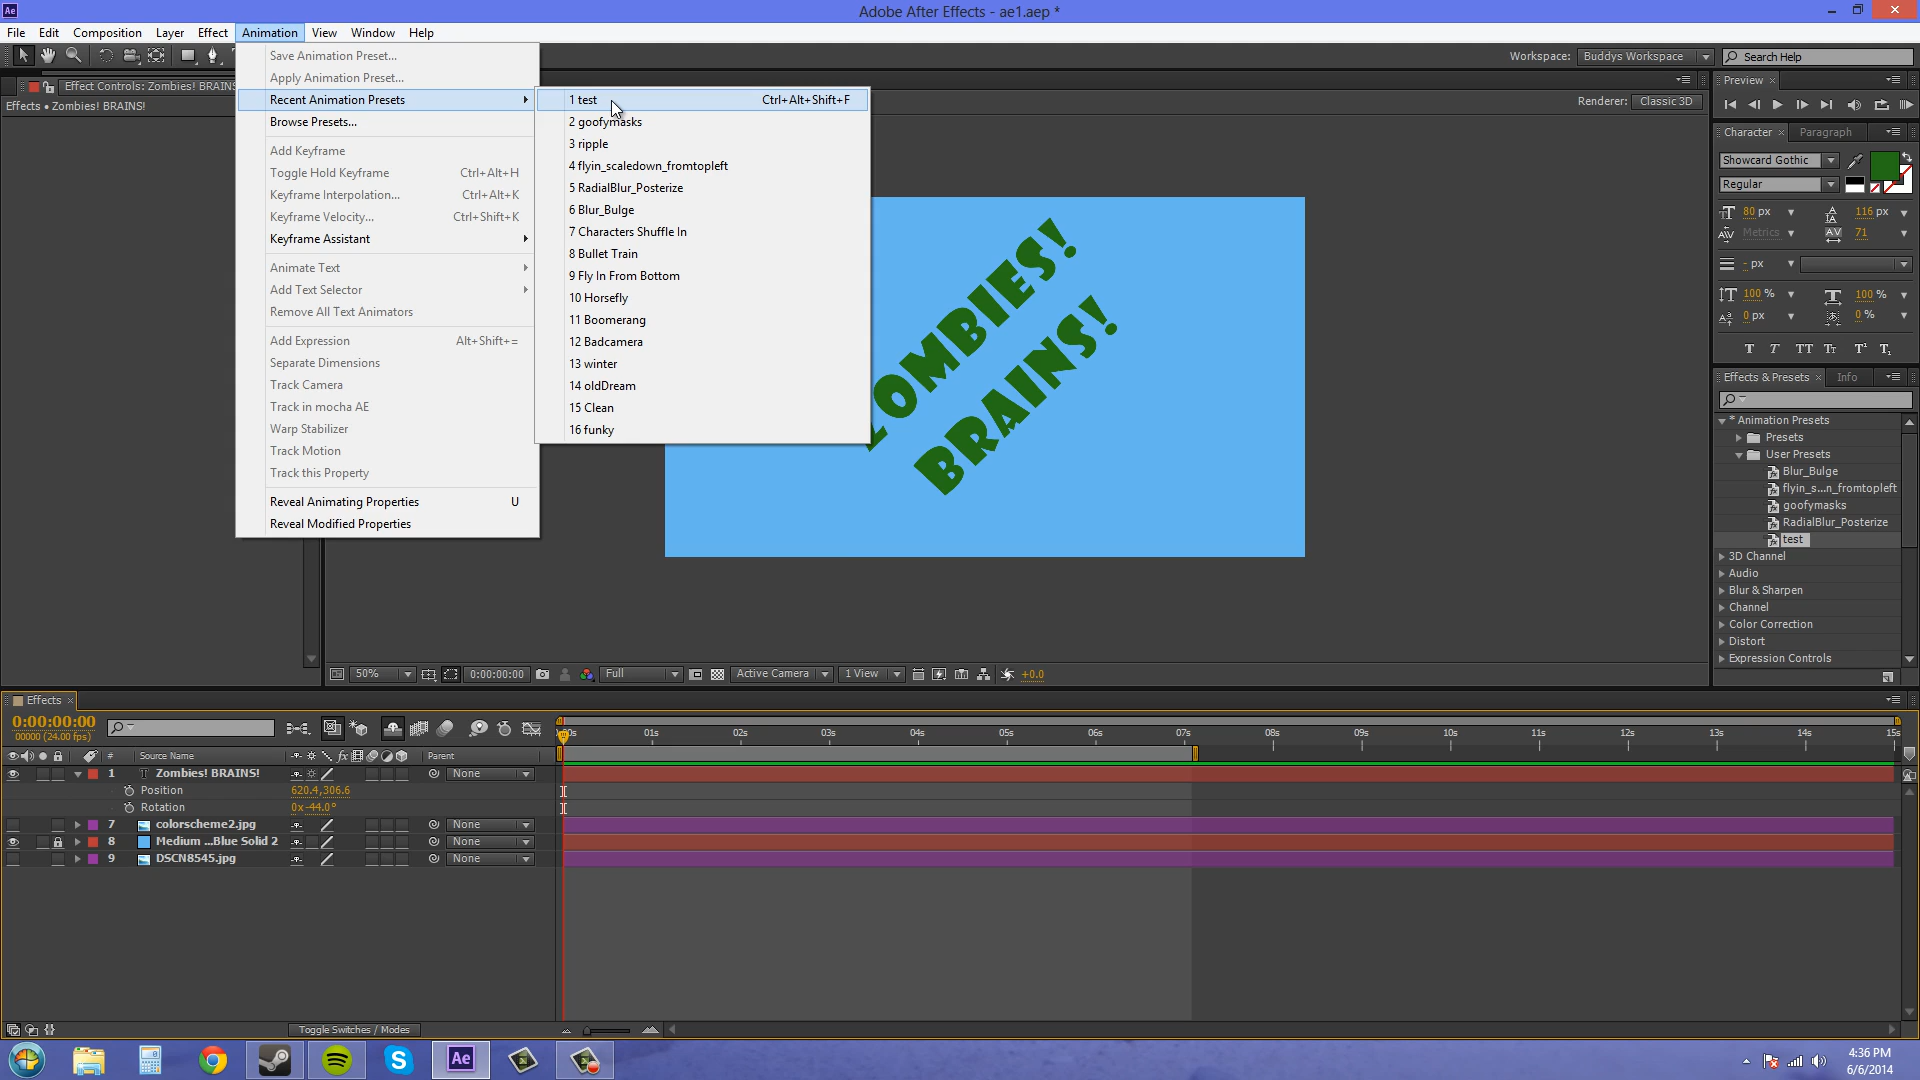 Ae Adobe After Effects - ae1.aep *
File Edit Composition Layer Effect Animation View Window Help
Workspace: Buddys Workspace Search Help
Effect Controls: Zombies! BRAINS
Effects • Zombies! BRAINS!
Save Animation Preset...
Apply Animation Preset...
Recent Animation Presets
Browse Presets...
Add Keyframe
Toggle Hold Keyframe Ctrl+Alt+H
Keyframe Interpolation... Ctrl+Alt+K
Keyframe Velocity... Ctrl+Shift+K
Keyframe Assistant
Animate Text
Add Text Selector
Remove All Text Animators
Add Expression Alt+Shift+=
Separate Dimensions
Track Camera
Track in mocha AE
Warp Stabilizer
Track Motion
Track this Property
Reveal Animating Properties U
Reveal Modified Properties
1 test Ctrl+Alt+Shift+F
2 goofymasks
3 ripple
4 flyin_scaledown_fromtopleft
5 RadialBlur_Posterize
6 Blur_Bulge
7 Characters Shuffle In
8 Bullet Train
9 Fly In From Bottom
10 Horsefly
11 Boomerang
12 Badcamera
13 winter
14 oldDream
15 Clean
16 funky
Renderer: Classic 3D
ZOMBIES!
BRAINS!
Preview
Character Paragraph
Showcard Gothic
Regular
80 px 116 px
Metrics 71
- px
100 % 100 %
0 px 0 %
T T TT Tt T¹ T₁
Effects & Presets Info
* Animation Presets
Presets
User Presets
Blur_Bulge
flyin_s...n_fromtopleft
goofymasks
RadialBlur_Posterize
test
3D Channel
Audio
Blur & Sharpen
Channel
Color Correction
Distort
Expression Controls
50% 0:00:00:00 Full Active Camera 1 View +0.0
Effects
0:00:00:00
00000 (24.00 fps)
# Source Name Parent
01s 02s 03s 04s 05s 06s 07s 08s 09s 10s 11s 12s 13s 14s 15s
1 T Zombies! BRAINS! None
Position 620.4,306.6
Rotation 0x-44.0°
7 colorscheme2.jpg None
8 Medium ...Blue Solid 2 None
9 DSCN8545.jpg None
Toggle Switches / Modes
Ae
4:36 PM
6/6/2014